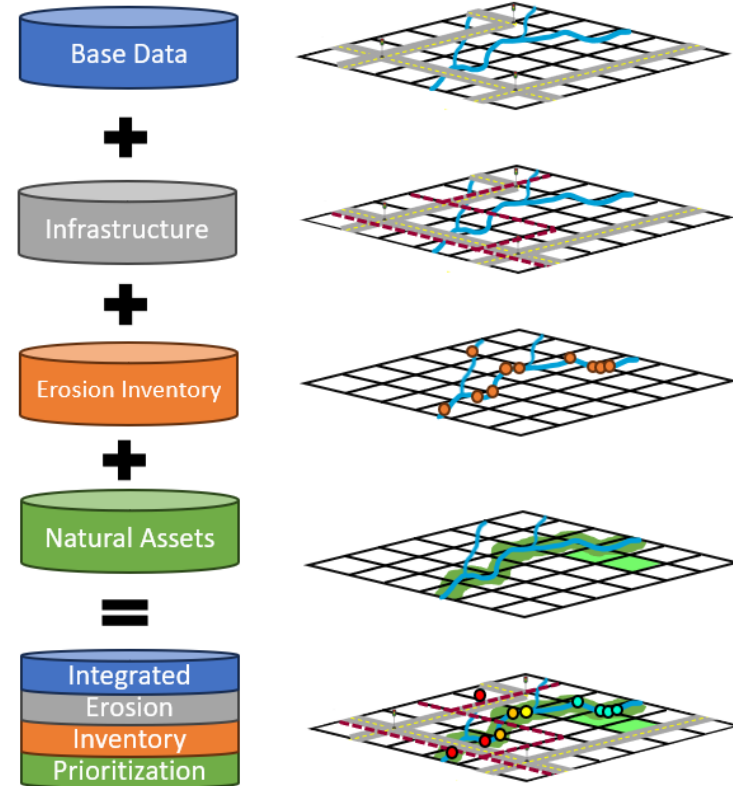 Base Data
+
Infrastructure
+
Erosion Inventory
+
Natural Assets
=
Integrated
Erosion
Inventory
Prioritization